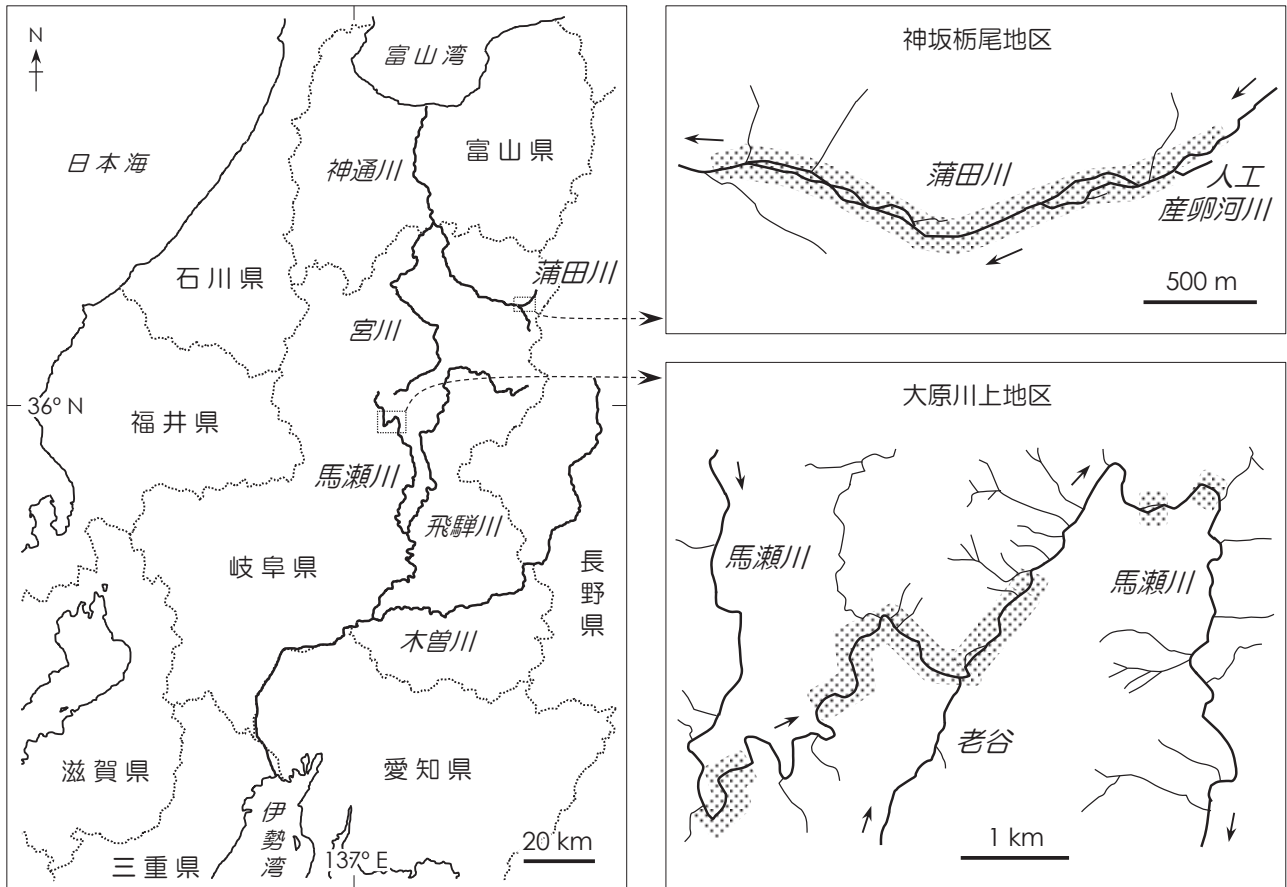 N
富山湾
日本海
神通川
富山県
石川県
蒲田川
宮川
36° N
福井県
馬瀬川
飛騨川
岐阜県
長野県
木曽川
滋賀県
愛知県
伊勢湾
20 km
三重県
137° E
神坂栃尾地区
蒲田川
人工
産卵河川
500 m
大原川上地区
馬瀬川
馬瀬川
老谷
1 km